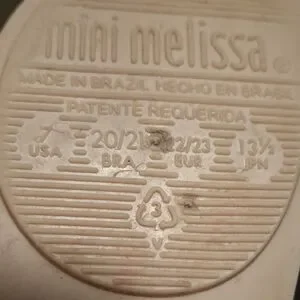 mini melissa ®
MADE IN BRAZIL. HECHO EN BRASIL
PATENTE REQUERIDA
USA 20/21 BRA 22/23 EUR 13½ JPN
3
V